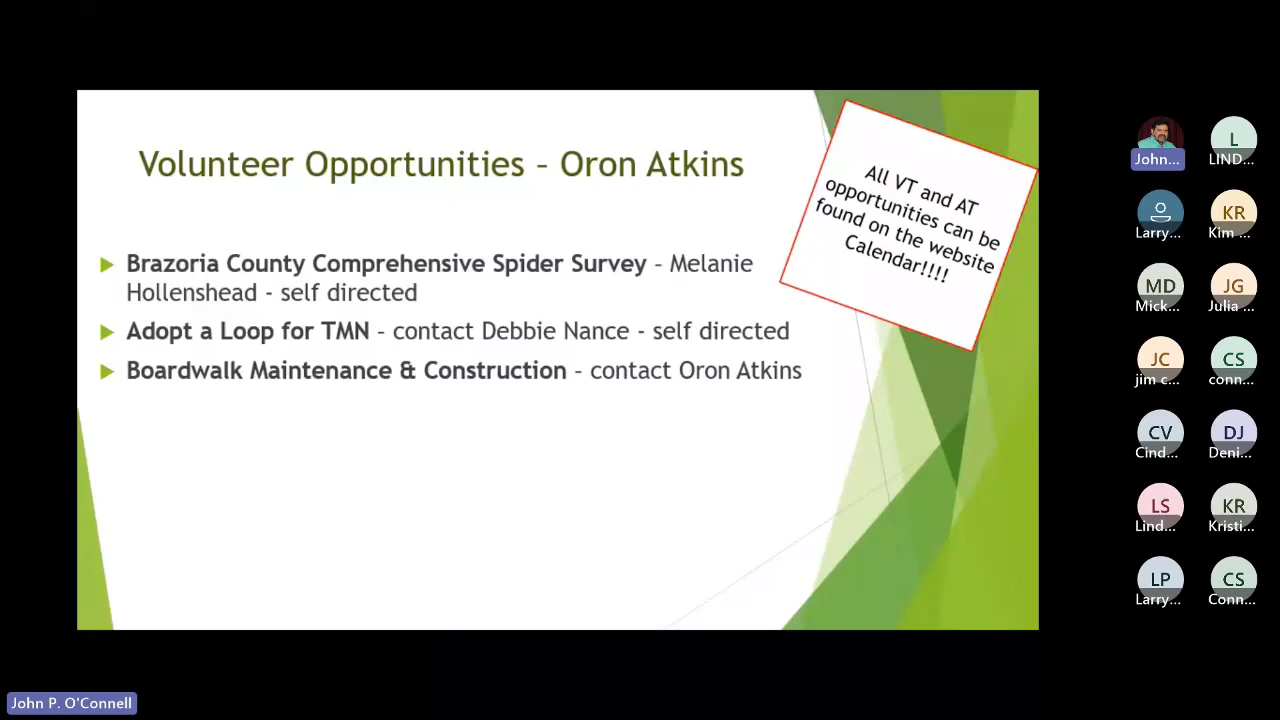 Volunteer Opportunities – Oron Atkins
All VT and AT
opportunities can be
found on the website
Calendar!!!!
Brazoria County Comprehensive Spider Survey – Melanie
Hollenshead - self directed
Adopt a Loop for TMN – contact Debbie Nance - self directed
Boardwalk Maintenance & Construction – contact Oron Atkins
John...
L
LIND...
Larry...
KR
Kim ...
MD
Mick...
JG
Julia ...
JC
jim c...
CS
conn...
CV
Cind...
DJ
Deni...
LS
Lind...
KR
Kristi...
LP
Larry...
CS
Conn...
John P. O'Connell